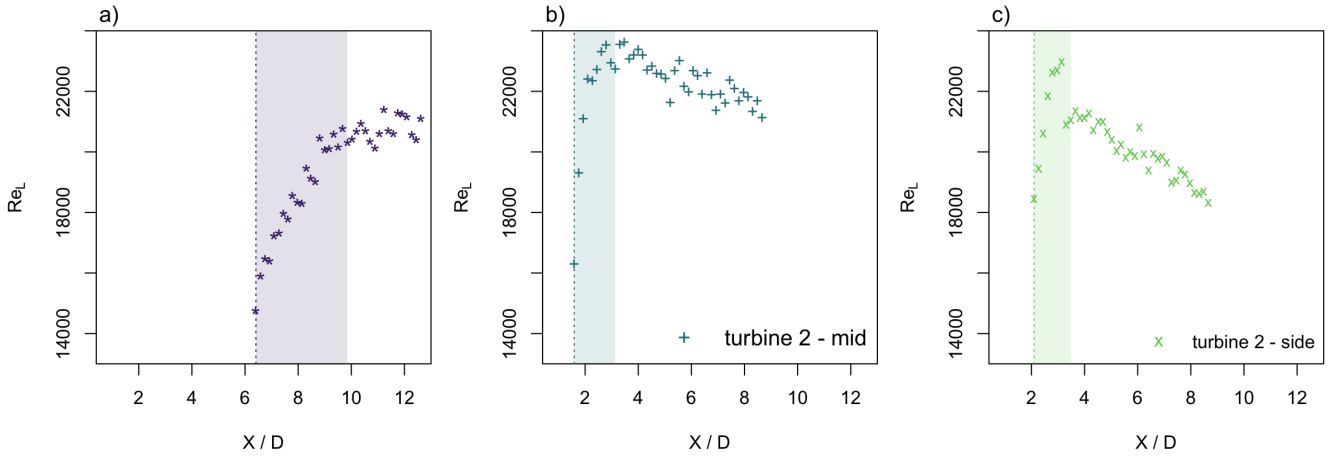 a)
Re_L
14000
18000
22000
2 4 6 8 10 12
X / D
b)
Re_L
14000
18000
22000
turbine 2 - mid
2 4 6 8 10 12
X / D
c)
Re_L
14000
18000
22000
turbine 2 - side
2 4 6 8 10 12
X / D